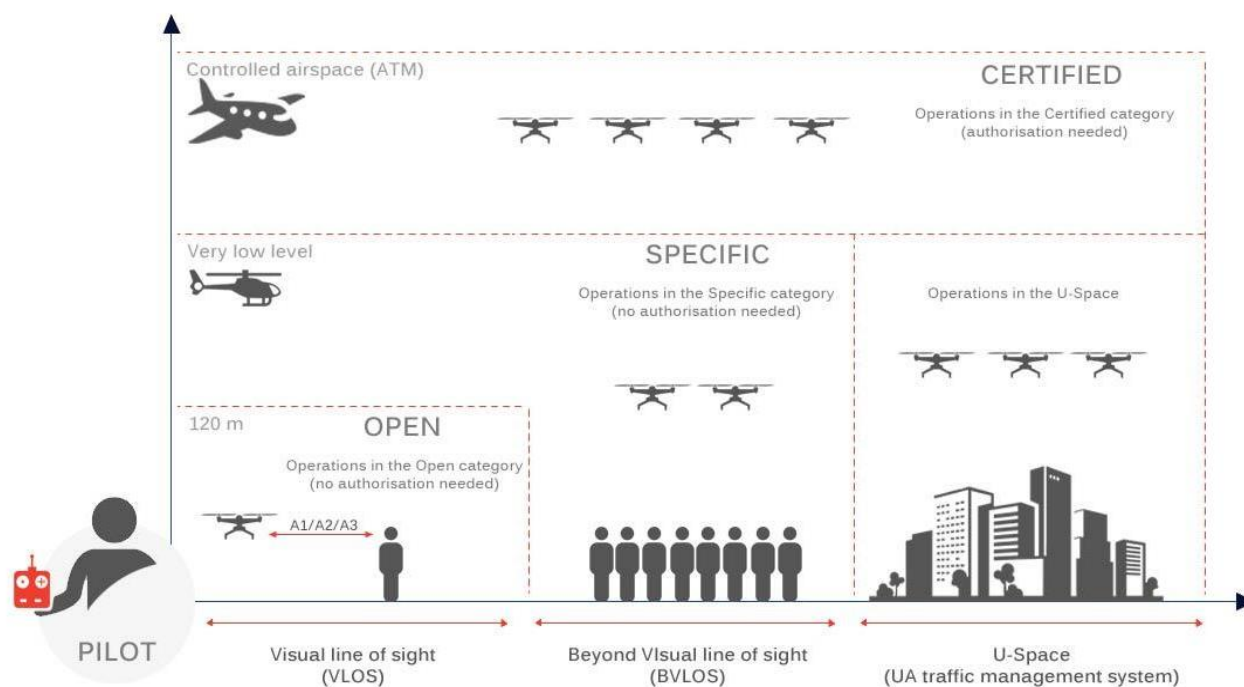 Controlled airspace (ATM)
CERTIFIED
Operations in the Certified category
(authorisation needed)
Very low level
SPECIFIC
Operations in the Specific category
(no authorisation needed)
Operations in the U-Space
120 m
OPEN
Operations in the Open category
(no authorisation needed)
A1/A2/A3
PILOT
Visual line of sight
(VLOS)
Beyond VIsual line of sight
(BVLOS)
U-Space
(UA traffic management system)